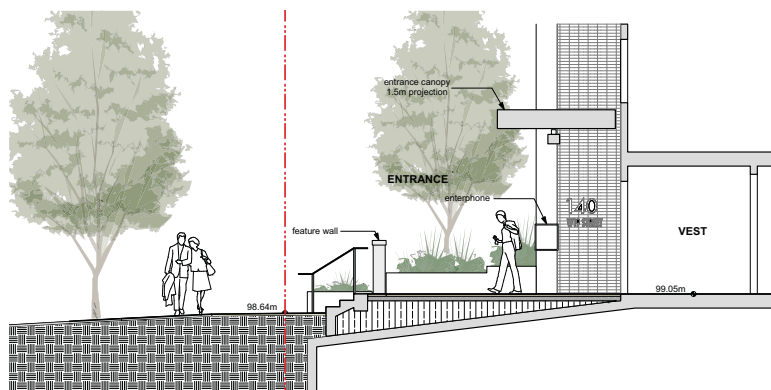 entrance canopy
1.5m projection
ENTRANCE
enterphone
140
feature wall
VEST
98.64m
99.05m